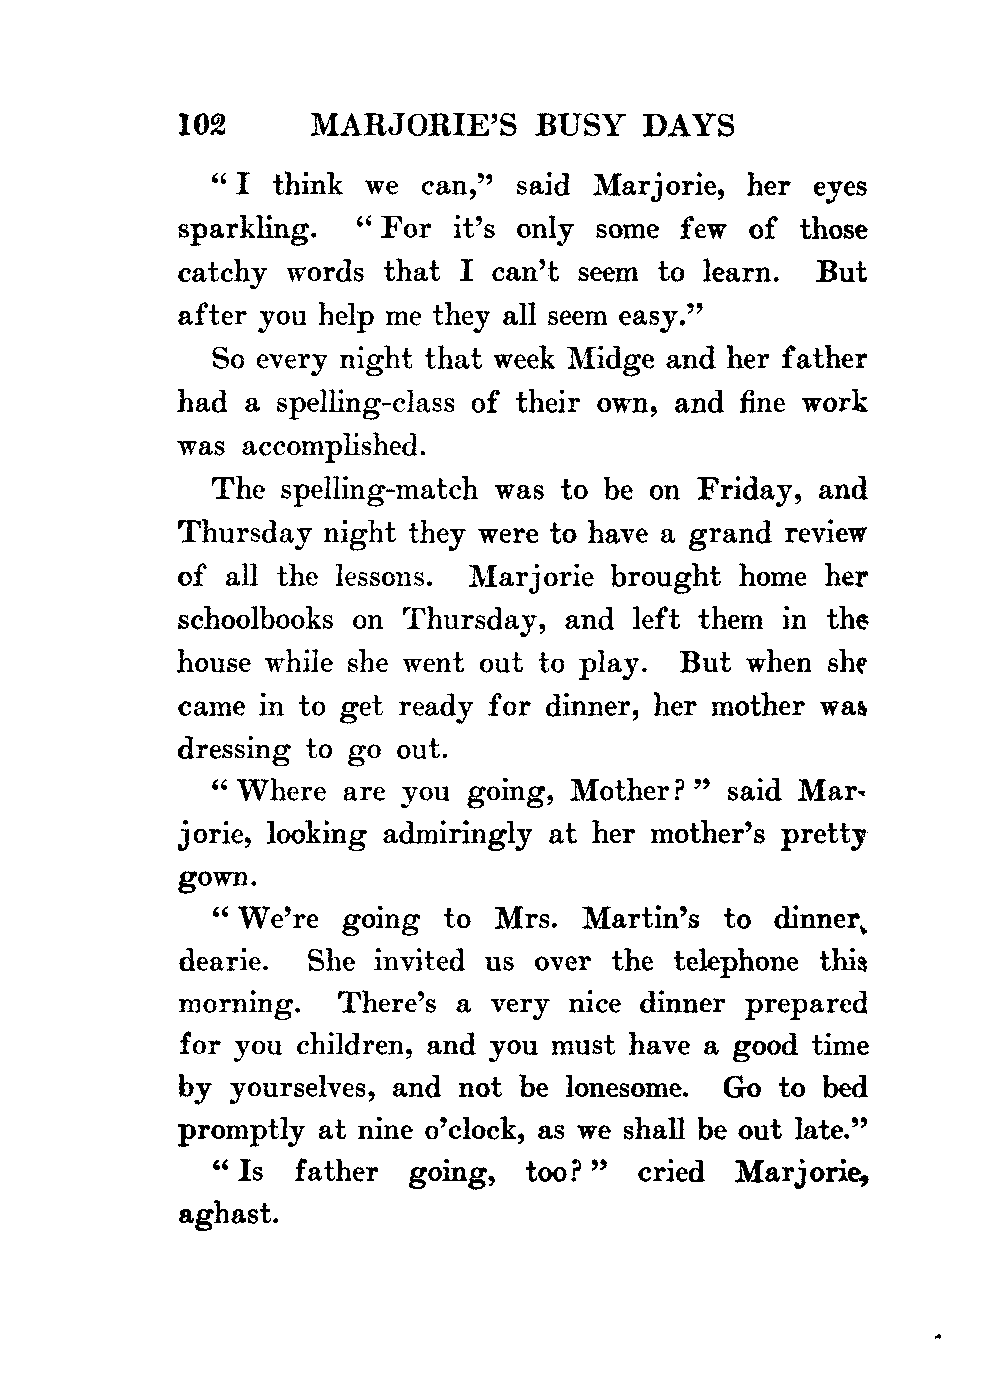 102 MARJORIE'S BUSY DAYS
“ I think we can,” said Marjorie, her eyes
sparkling. “ For it's only some few of those
catchy words that I can't seem to learn. But
after you help me they all seem easy.”
So every night that week Midge and her father
had a spelling-class of their own, and fine work
was accomplished.
The spelling-match was to be on Friday, and
Thursday night they were to have a grand review
of all the lessons. Marjorie brought home her
schoolbooks on Thursday, and left them in the
house while she went out to play. But when she
came in to get ready for dinner, her mother was
dressing to go out.
“ Where are you going, Mother? ” said Mar-
jorie, looking admiringly at her mother's pretty
gown.
“ We're going to Mrs. Martin's to dinner,
dearie. She invited us over the telephone this
morning. There's a very nice dinner prepared
for you children, and you must have a good time
by yourselves, and not be lonesome. Go to bed
promptly at nine o'clock, as we shall be out late.”
“ Is father going, too? ” cried Marjorie,
aghast.